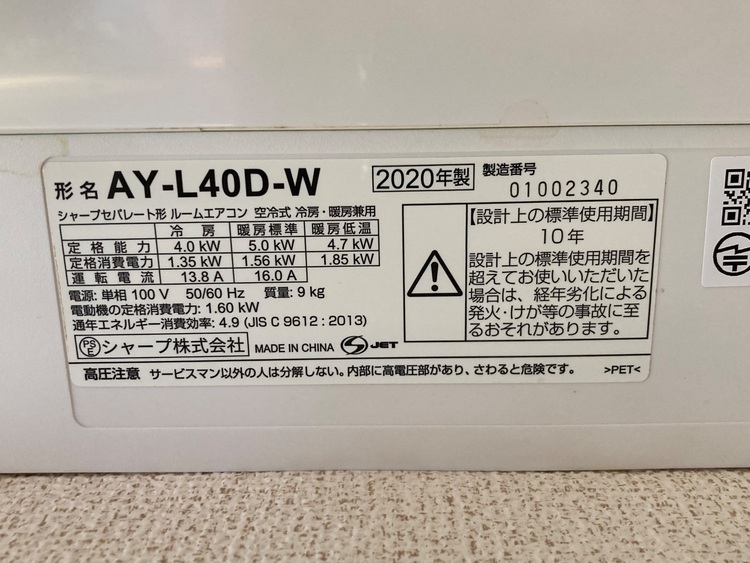 形名 AY-L40D-W 2020年製 製造番号 01002340
シャープセパレート形 ルームエアコン 空冷式 冷房・暖房兼用
冷房 暖房標準 暖房低温
定格能力 4.0 kW 5.0 kW 4.7 kW
定格消費電力 1.35 kW 1.56 kW 1.85 kW
運転電流 13.8 A 16.0 A
電源: 単相 100 V 50/60 Hz 質量: 9 kg
電動機の定格消費電力: 1.60 kW
通年エネルギー消費効率: 4.9 (JIS C 9612 : 2013)
PSE シャープ株式会社 MADE IN CHINA S JET
【設計上の標準使用期間】
10 年
設計上の標準使用期間を
超えてお使いいただいた
場合は、経年劣化による
発火・けが等の事故に至
るおそれがあります。
高圧注意 サービスマン以外の人は分解しない。内部に高電圧部があり、さわると危険です。 >PET<